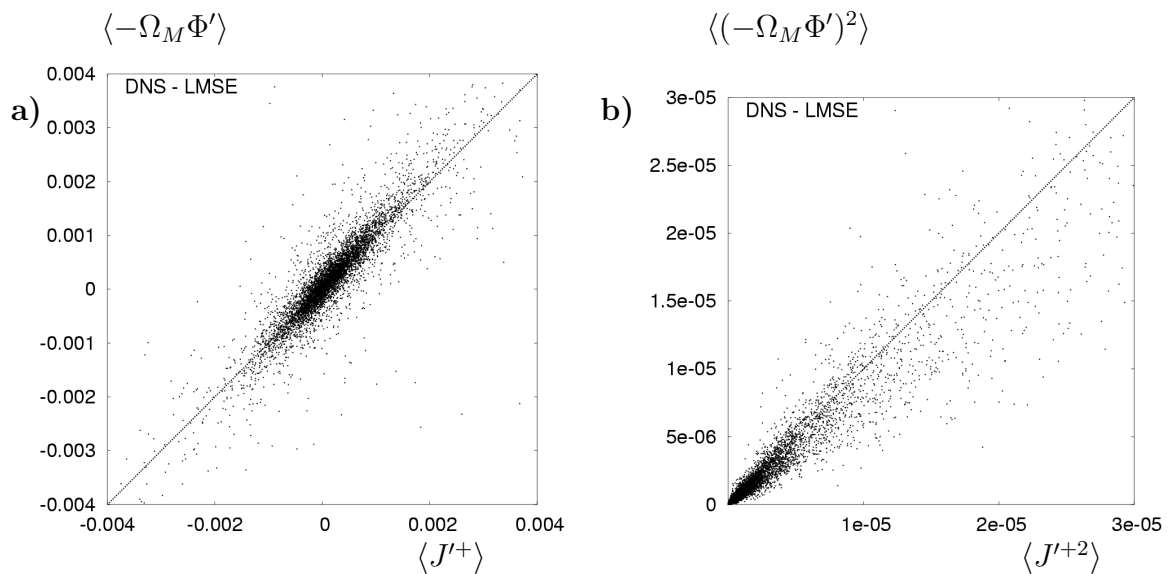 ⟨−Ω_MΦ′⟩
a)
DNS - LMSE
0.004
0.003
0.002
0.001
0
-0.001
-0.002
-0.003
-0.004
-0.004 -0.002 0 0.002 0.004
⟨J′⁺⟩
⟨(−Ω_MΦ′)²⟩
b)
DNS - LMSE
3e-05
2.5e-05
2e-05
1.5e-05
1e-05
5e-06
0
1e-05 2e-05 3e-05
⟨J′⁺²⟩